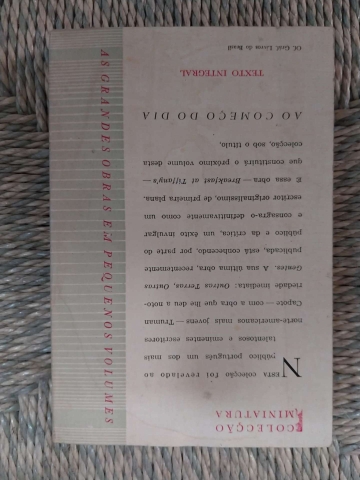 COLECÇÃO
MINIATURA
NESTA colecção foi revelado ao
público português um dos mais
talentosos e eminentes escritores
norte-americanos mais jovens — Truman
Capote — com a obra que lhe deu a noto-
riedade imediata: Outras Terras, Outras
Gentes. A sua última obra, recentemente
publicada, está conhecendo, por parte do
público e da crítica, um êxito invulgar
e consagra-o definitivamente como um
escritor originalíssimo, de primeira plana.
E essa obra — Breakfast at Tiffany's —
que constituirá o próximo volume desta
colecção, sob o título,
AO COMEÇO DO DIA
TEXTO INTEGRAL
Of. Gráf. Livros do Brasil
AS GRANDES OBRAS EM PEQUENOS VOLUMES